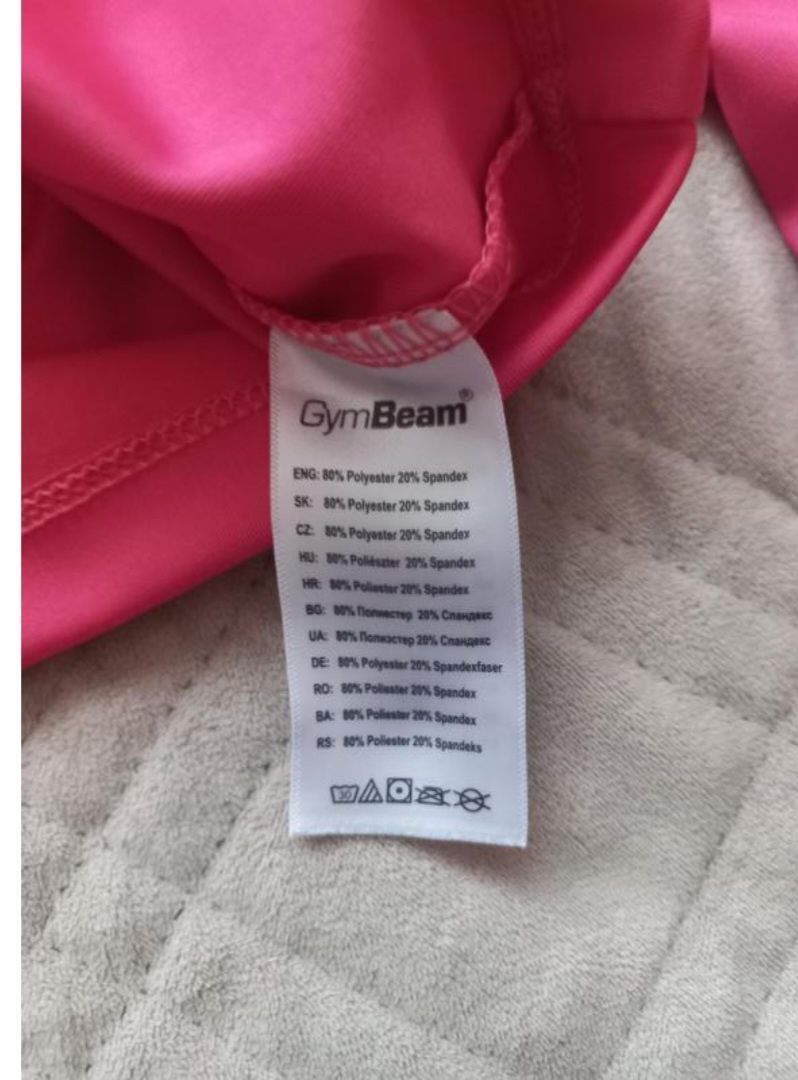 GymBeam®
ENG: 80% Polyester 20% Spandex
SK: 80% Polyester 20% Spandex
CZ: 80% Polyester 20% Spandex
HU: 80% Poliészter 20% Spandex
HR: 80% Poliester 20% Spandex
BG: 80% Полиестер 20% Спандекс
UA: 80% Полиэстер 20% Спандекс
DE: 80% Polyester 20% Spandexfaser
RO: 80% Poliester 20% Spandex
BA: 80% Poliester 20% Spandex
RS: 80% Poliester 20% Spandeks
30